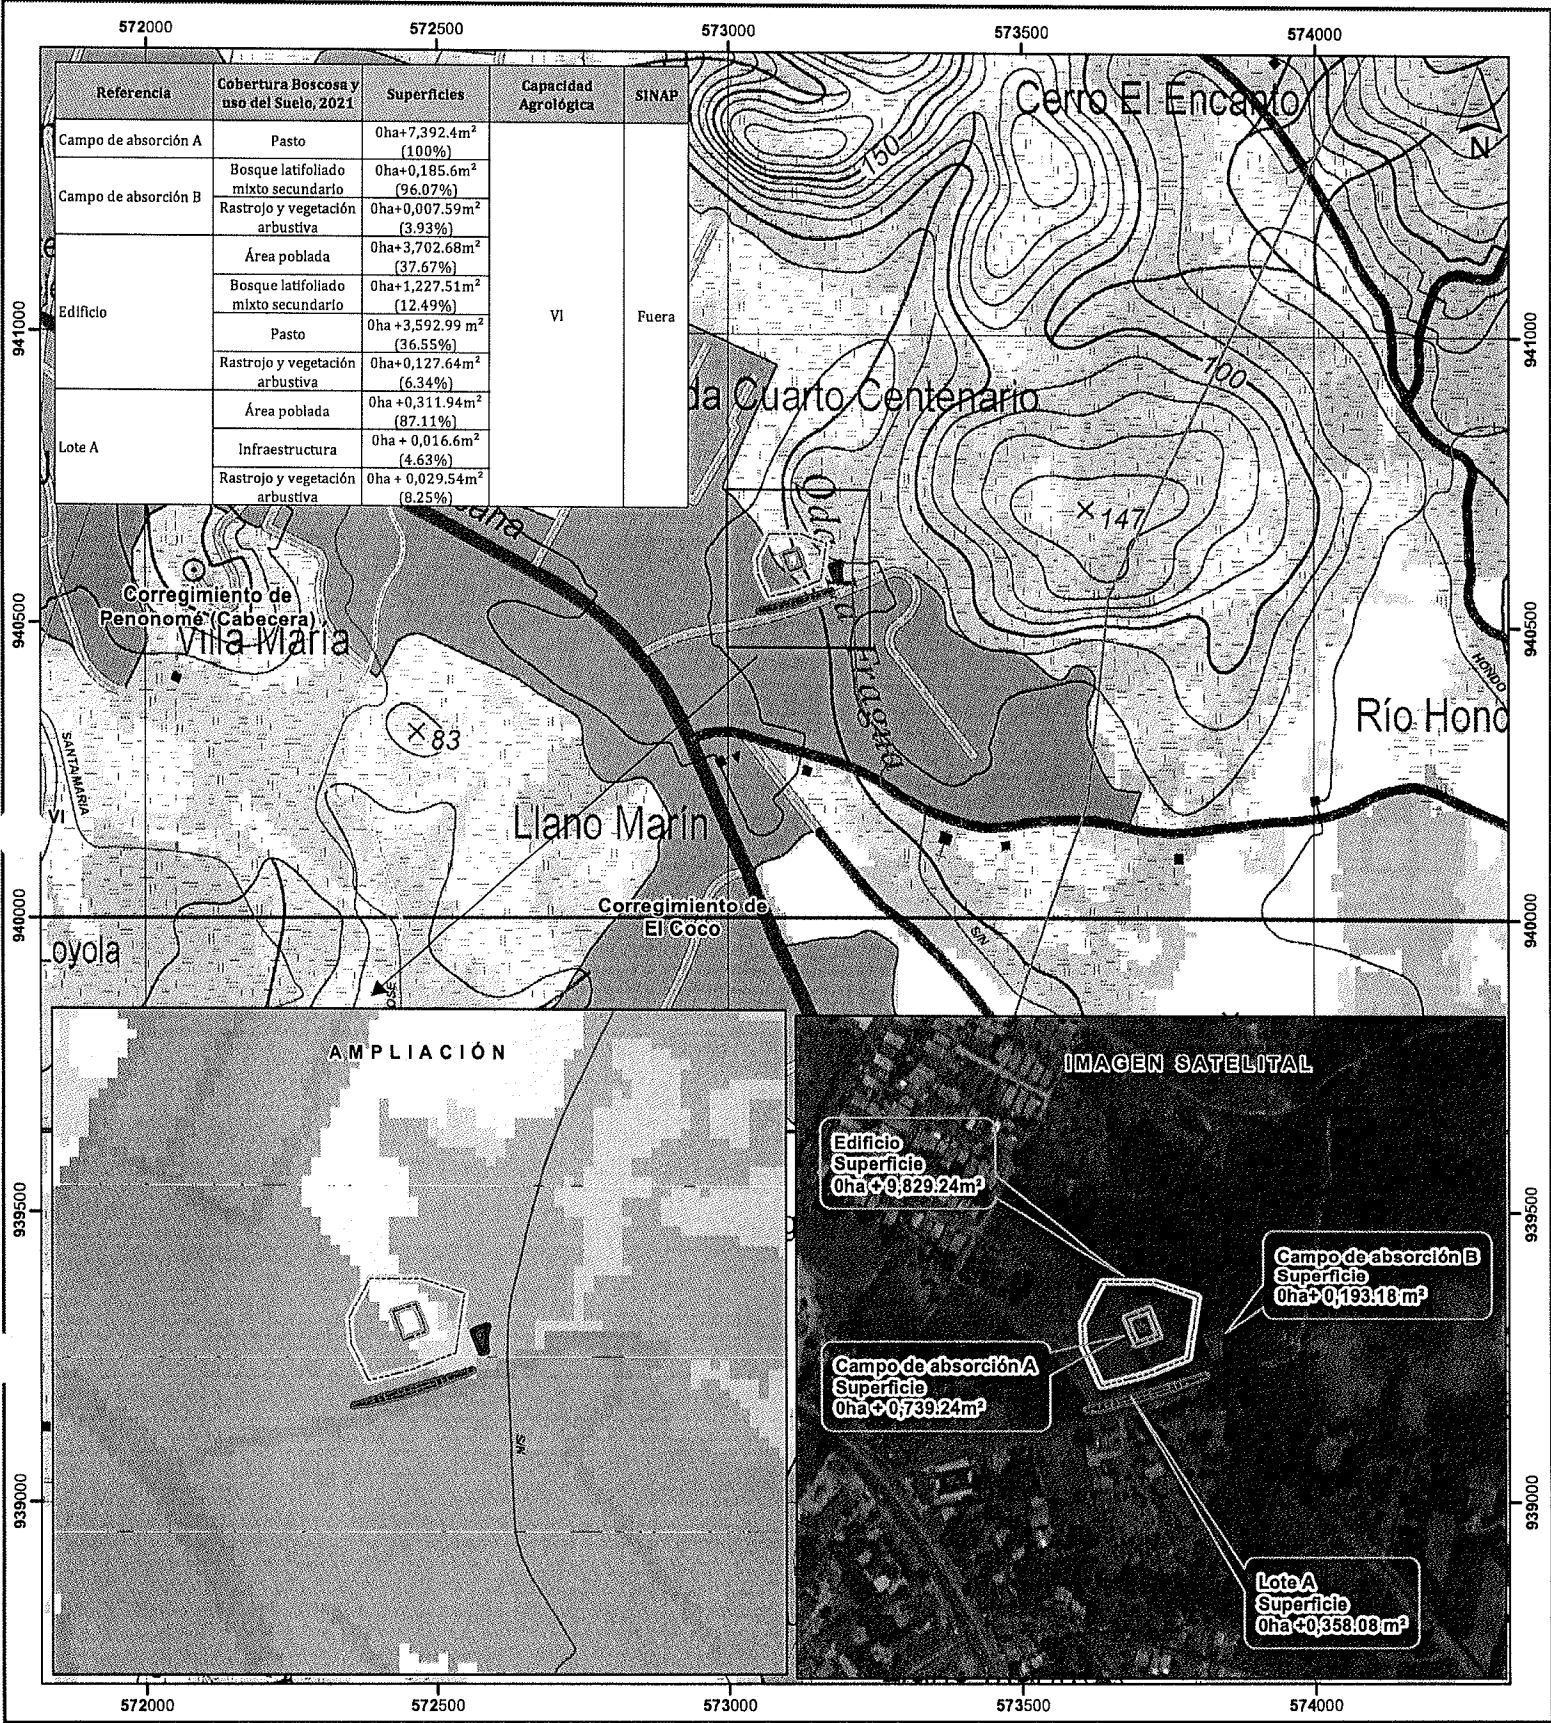 572000
572500
573000
573500
574000
Referencia
Cobertura Boscosa y
uso del Suelo, 2021
Superficies
Capacidad
Agrológica
SINAP
Campo de absorción A
Pasto
0ha+7,392.4m²
(100%)
Campo de absorción B
Bosque latifoliado
mixto secundario
0ha+0,185.6m²
(96.07%)
Rastrojo y vegetación
arbustiva
0ha+0,007.59m²
(3.93%)
Edificio
Área poblada
0ha+3,702.68m²
(37.67%)
Bosque latifoliado
mixto secundario
0ha+1,227.51m²
(12.49%)
Pasto
0ha +3,592.99 m²
(36.55%)
Rastrojo y vegetación
arbustiva
0ha+0,127.64m²
(6.34%)
Lote A
Área poblada
0ha +0,311.94m²
(87.11%)
Infraestructura
0ha + 0,016.6m²
(4.63%)
Rastrojo y vegetación
arbustiva
0ha + 0,029.54m²
(8.25%)
VI
Fuera
Cerro El Encanto
N
150
100
941000
941000
da Cuarto Centenario
147
Corregimiento de
Penonomé (Cabecera)
Villa María
940500
940500
Fragua
HONDO
Río Hond
83
SANTA MARIA
VI
Llano Marín
Corregimiento de
El Coco
S/N
940000
940000
Loyola
AMPLIACIÓN
S/N
IMAGEN SATELITAL
Edificio
Superficie
0ha + 9,829.24m²
Campo de absorción B
Superficie
0ha+ 0,193.18 m²
Campo de absorción A
Superficie
0ha + 0,739.24m²
Lote A
Superficie
0ha +0,358.08 m²
939500
939500
939000
939000
572000
572500
573000
573500
574000